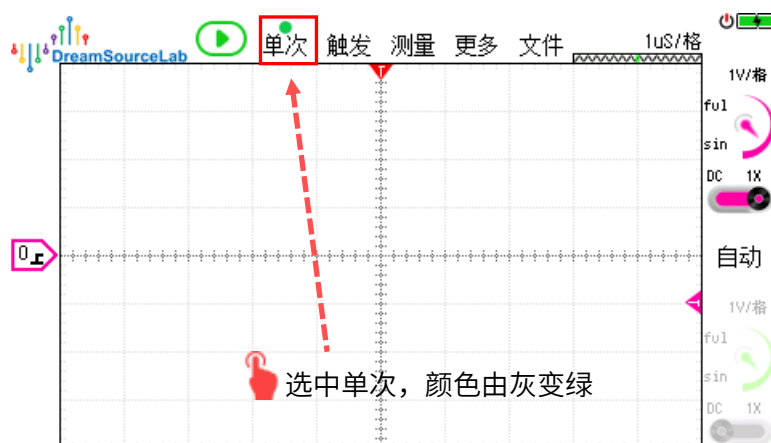 DreamSourceLab
单次 触发 测量 更多 文件 1uS/格
T
1V/格
ful
sin
DC 1X
0
自动
T
1V/格
ful
sin
DC 1X
选中单次，颜色由灰变绿